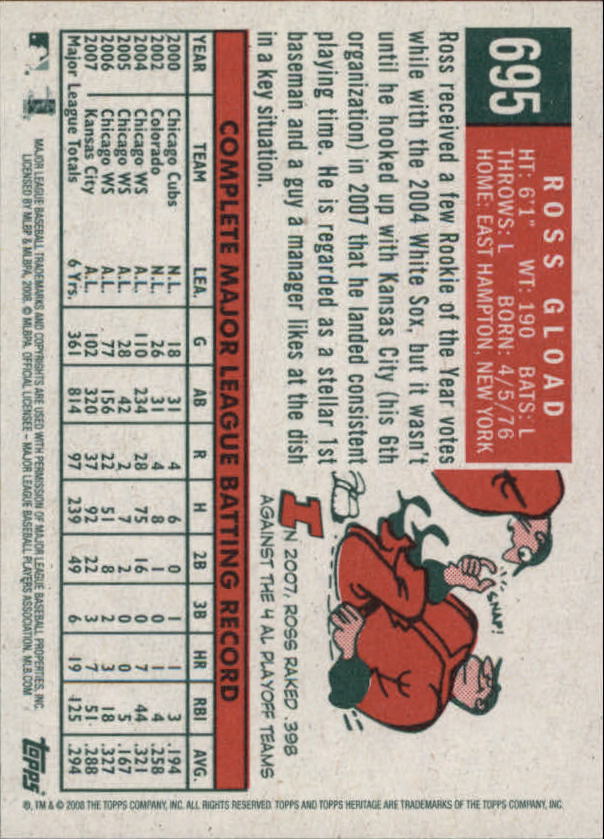 695
ROSS GLOAD
HT: 6'1" WT: 190 BATS: L
THROWS: L BORN: 4/5/76
HOME: EAST HAMPTON, NEW YORK
Ross received a few Rookie of the Year votes
while with the 2004 White Sox, but it wasn't
until he hooked up with Kansas City (his 6th
organization) in 2007 that he landed consistent
playing time. He is regarded as a stellar 1st
baseman and a guy a manager likes at the dish
in a key situation.
SNAP!
IN 2007, ROSS RAKED .398
AGAINST THE 4 AL PLAYOFF TEAMS
COMPLETE MAJOR LEAGUE BATTING RECORD
YEAR TEAM LEA. G AB R H 2B 3B HR RBI AVG.
2000 Chicago Cubs N.L. 18 31 4 6 0 1 1 3 .194
2002 Colorado N.L. 26 31 4 8 1 0 1 4 .258
2004 Chicago WS A.L. 110 234 28 75 16 0 7 44 .321
2005 Chicago WS A.L. 28 42 2 7 2 0 0 5 .167
2006 Chicago WS A.L. 77 156 22 51 8 2 3 18 .327
2007 Kansas City A.L. 102 320 37 92 22 3 7 51 .288
Major League Totals 6 Yrs. 361 814 97 239 49 6 19 125 .294
MAJOR LEAGUE BASEBALL TRADEMARKS AND COPYRIGHTS ARE USED WITH PERMISSION OF MAJOR LEAGUE BASEBALL PROPERTIES, INC.
LICENSED BY MLBP & MLBPA, 2008. © MLBPA, OFFICIAL LICENSEE – MAJOR LEAGUE BASEBALL PLAYERS ASSOCIATION, MLB.COM
topps
®, TM & © 2008 THE TOPPS COMPANY, INC. ALL RIGHTS RESERVED. TOPPS AND TOPPS HERITAGE ARE TRADEMARKS OF THE TOPPS COMPANY, INC.